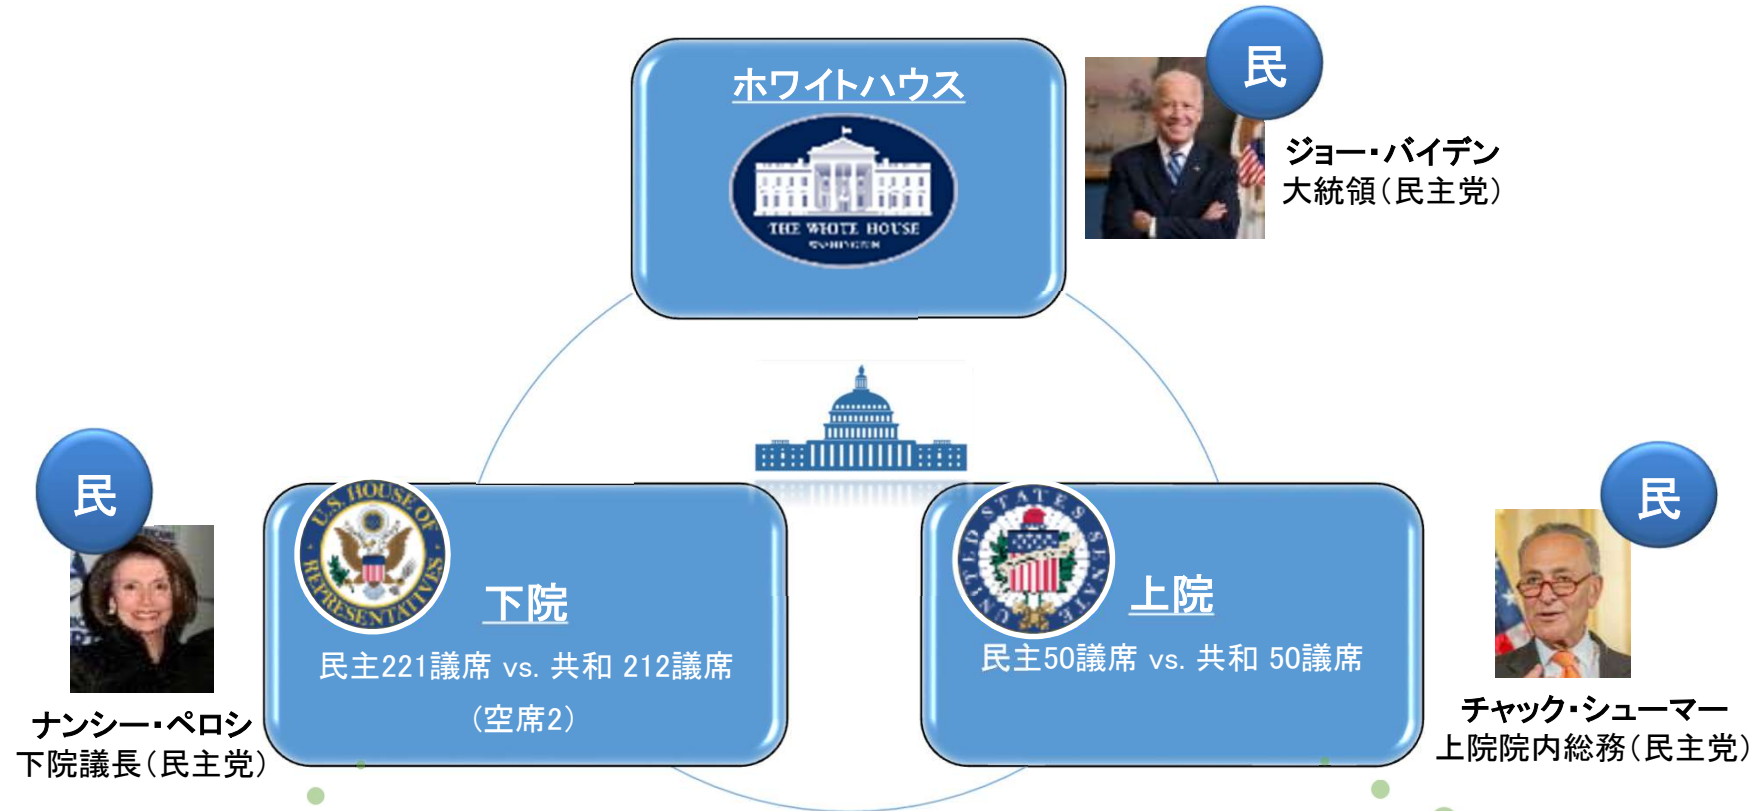 ホワイトハウス
THE WHITE HOUSE
WASHINGTON
民
ジョー・バイデン
大統領(民主党)
民
ナンシー・ペロシ
下院議長(民主党)
U.S. HOUSE OF REPRESENTATIVES
下院
民主221議席 vs. 共和 212議席
(空席2)
UNITED STATES SENATE
上院
民主50議席 vs. 共和 50議席
民
チャック・シューマー
上院院内総務(民主党)